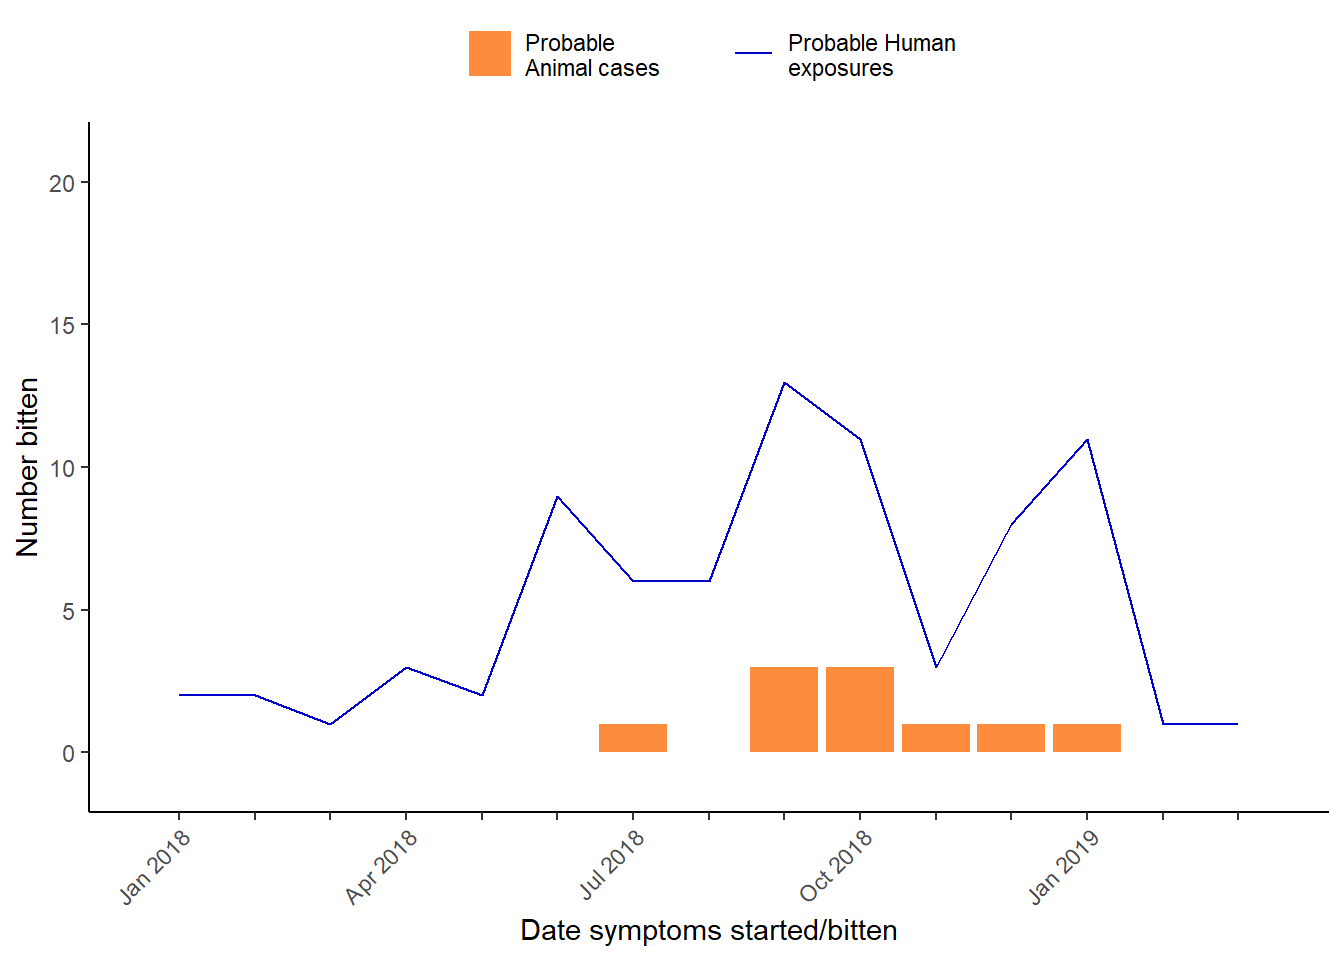 Probable
Animal cases
Probable Human
exposures
20
15
10
5
0
Number bitten
Jan 2018
Apr 2018
Jul 2018
Oct 2018
Jan 2019
Date symptoms started/bitten